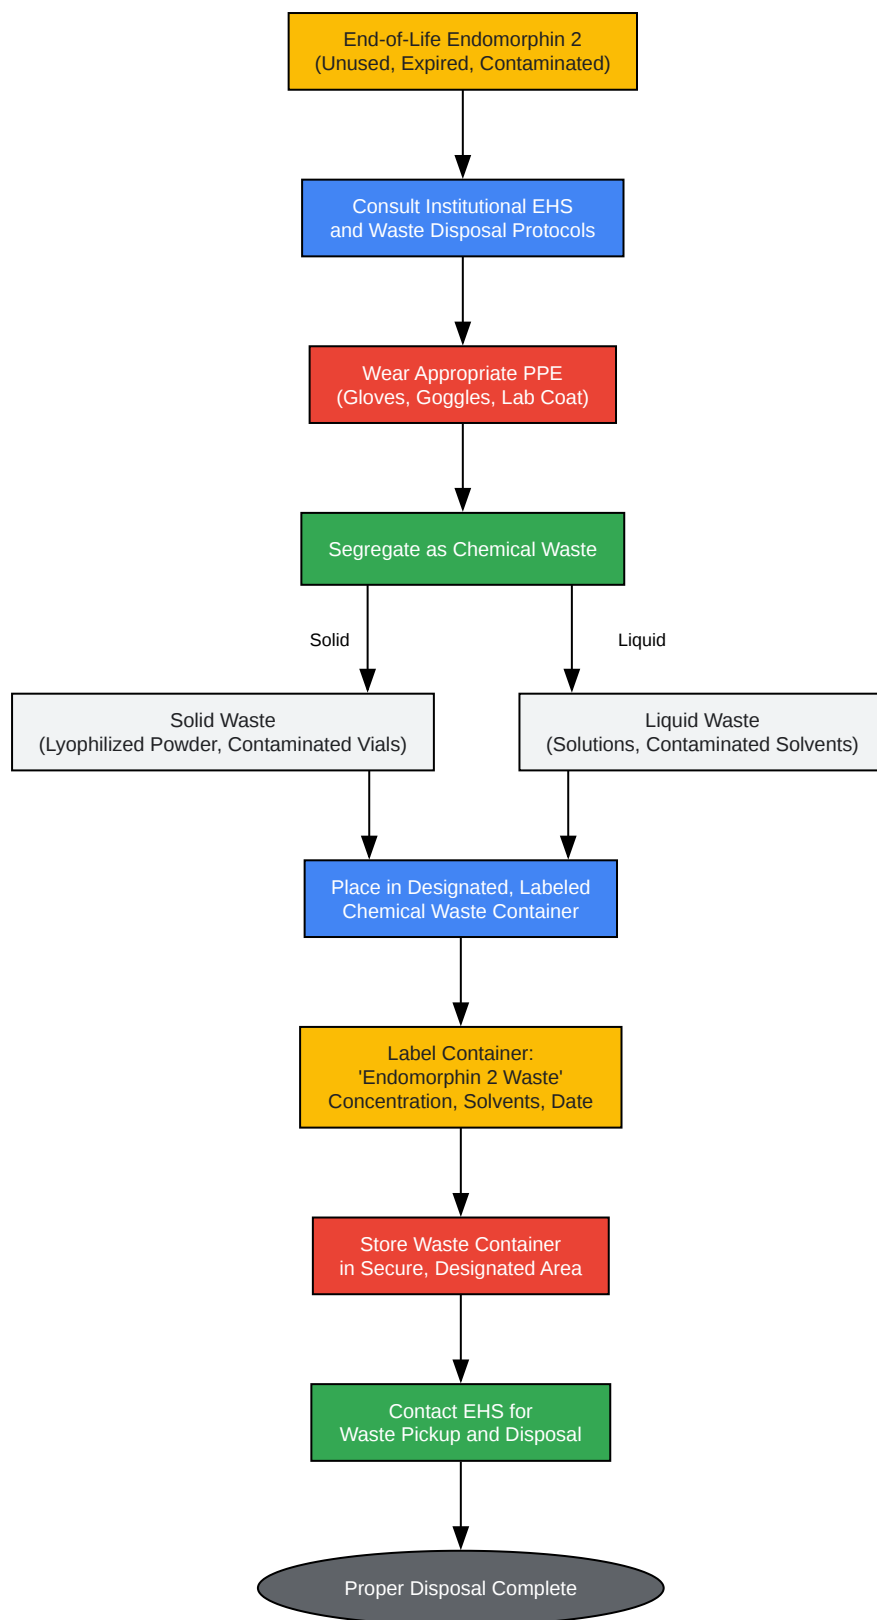 End-of-Life Endomorphin 2
(Unused, Expired, Contaminated)
Consult Institutional EHS
and Waste Disposal Protocols
Wear Appropriate PPE
(Gloves, Goggles, Lab Coat)
Segregate as Chemical Waste
Solid
Liquid
Solid Waste
(Lyophilized Powder, Contaminated Vials)
Liquid Waste
(Solutions, Contaminated Solvents)
Place in Designated, Labeled
Chemical Waste Container
Label Container:
'Endomorphin 2 Waste'
Concentration, Solvents, Date
Store Waste Container
in Secure, Designated Area
Contact EHS for
Waste Pickup and Disposal
Proper Disposal Complete